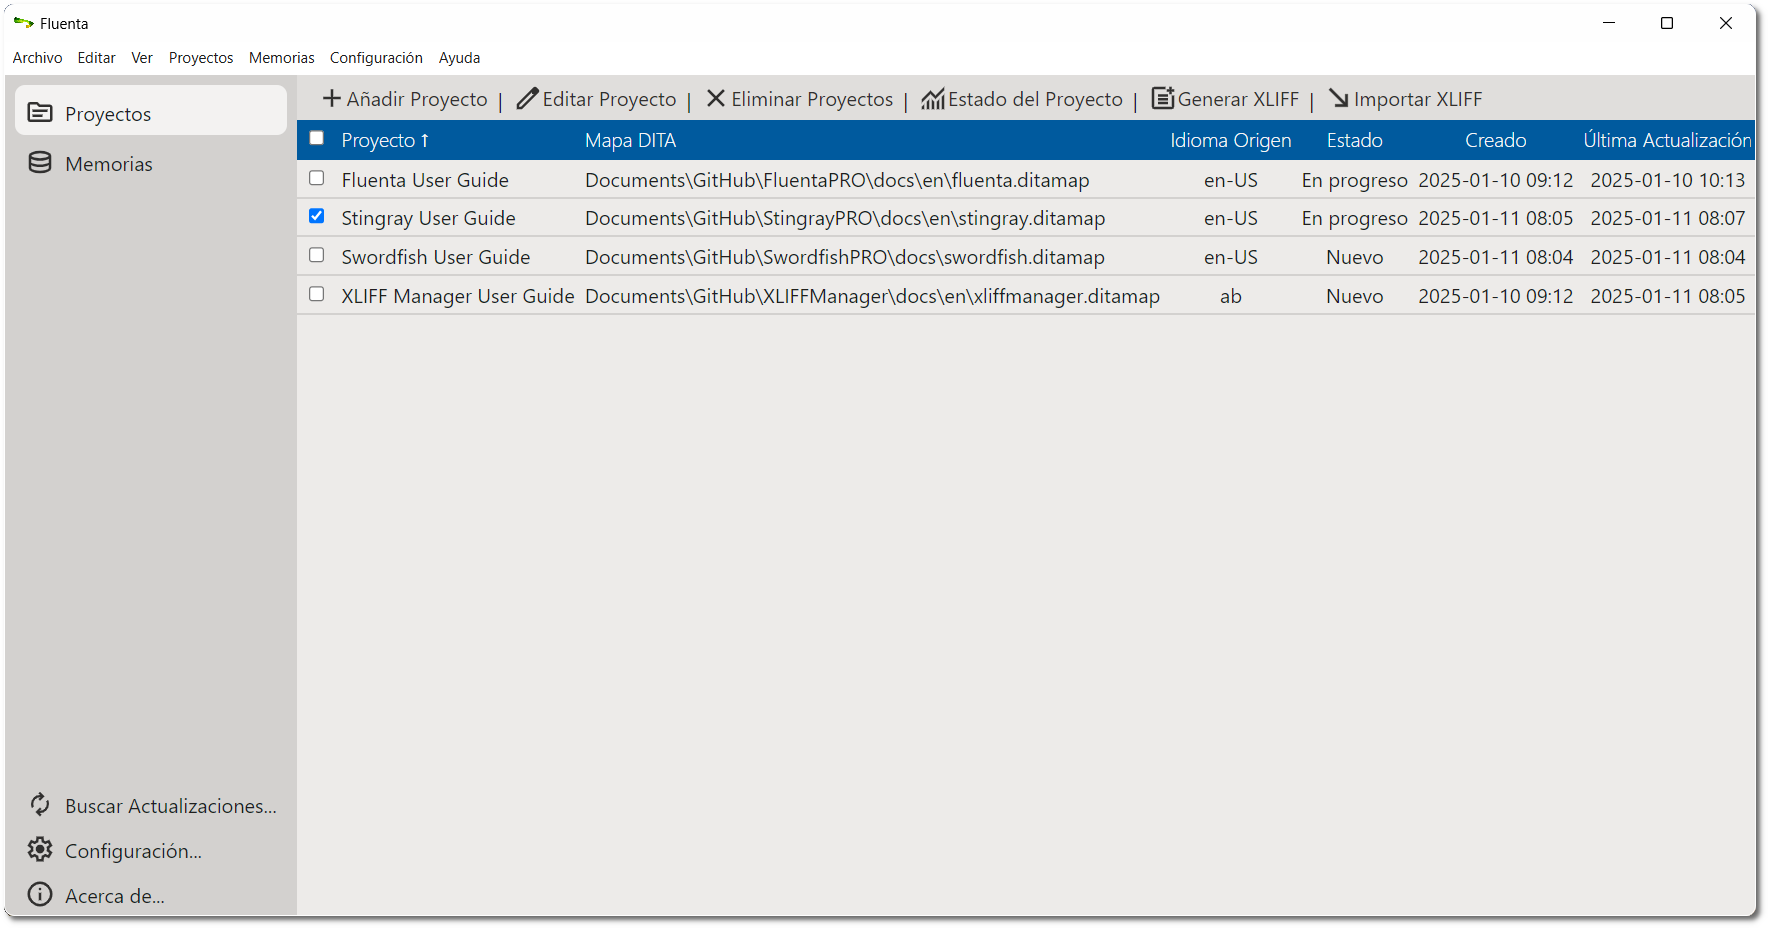 Fluenta
Archivo Editar Ver Proyectos Memorias Configuración Ayuda
Proyectos
Memorias
Añadir Proyecto | Editar Proyecto | Eliminar Proyectos | Estado del Proyecto | Generar XLIFF | Importar XLIFF
Proyecto ↑ Mapa DITA Idioma Origen Estado Creado Última Actualización
Fluenta User Guide Documents\GitHub\FluentaPRO\docs\en\fluenta.ditamap en-US En progreso 2025-01-10 09:12 2025-01-10 10:13
Stingray User Guide Documents\GitHub\StingrayPRO\docs\en\stingray.ditamap en-US En progreso 2025-01-11 08:05 2025-01-11 08:07
Swordfish User Guide Documents\GitHub\SwordfishPRO\docs\swordfish.ditamap en-US Nuevo 2025-01-11 08:04 2025-01-11 08:04
XLIFF Manager User Guide Documents\GitHub\XLIFFManager\docs\en\xliffmanager.ditamap ab Nuevo 2025-01-10 09:12 2025-01-11 08:05
Buscar Actualizaciones...
Configuración...
Acerca de...